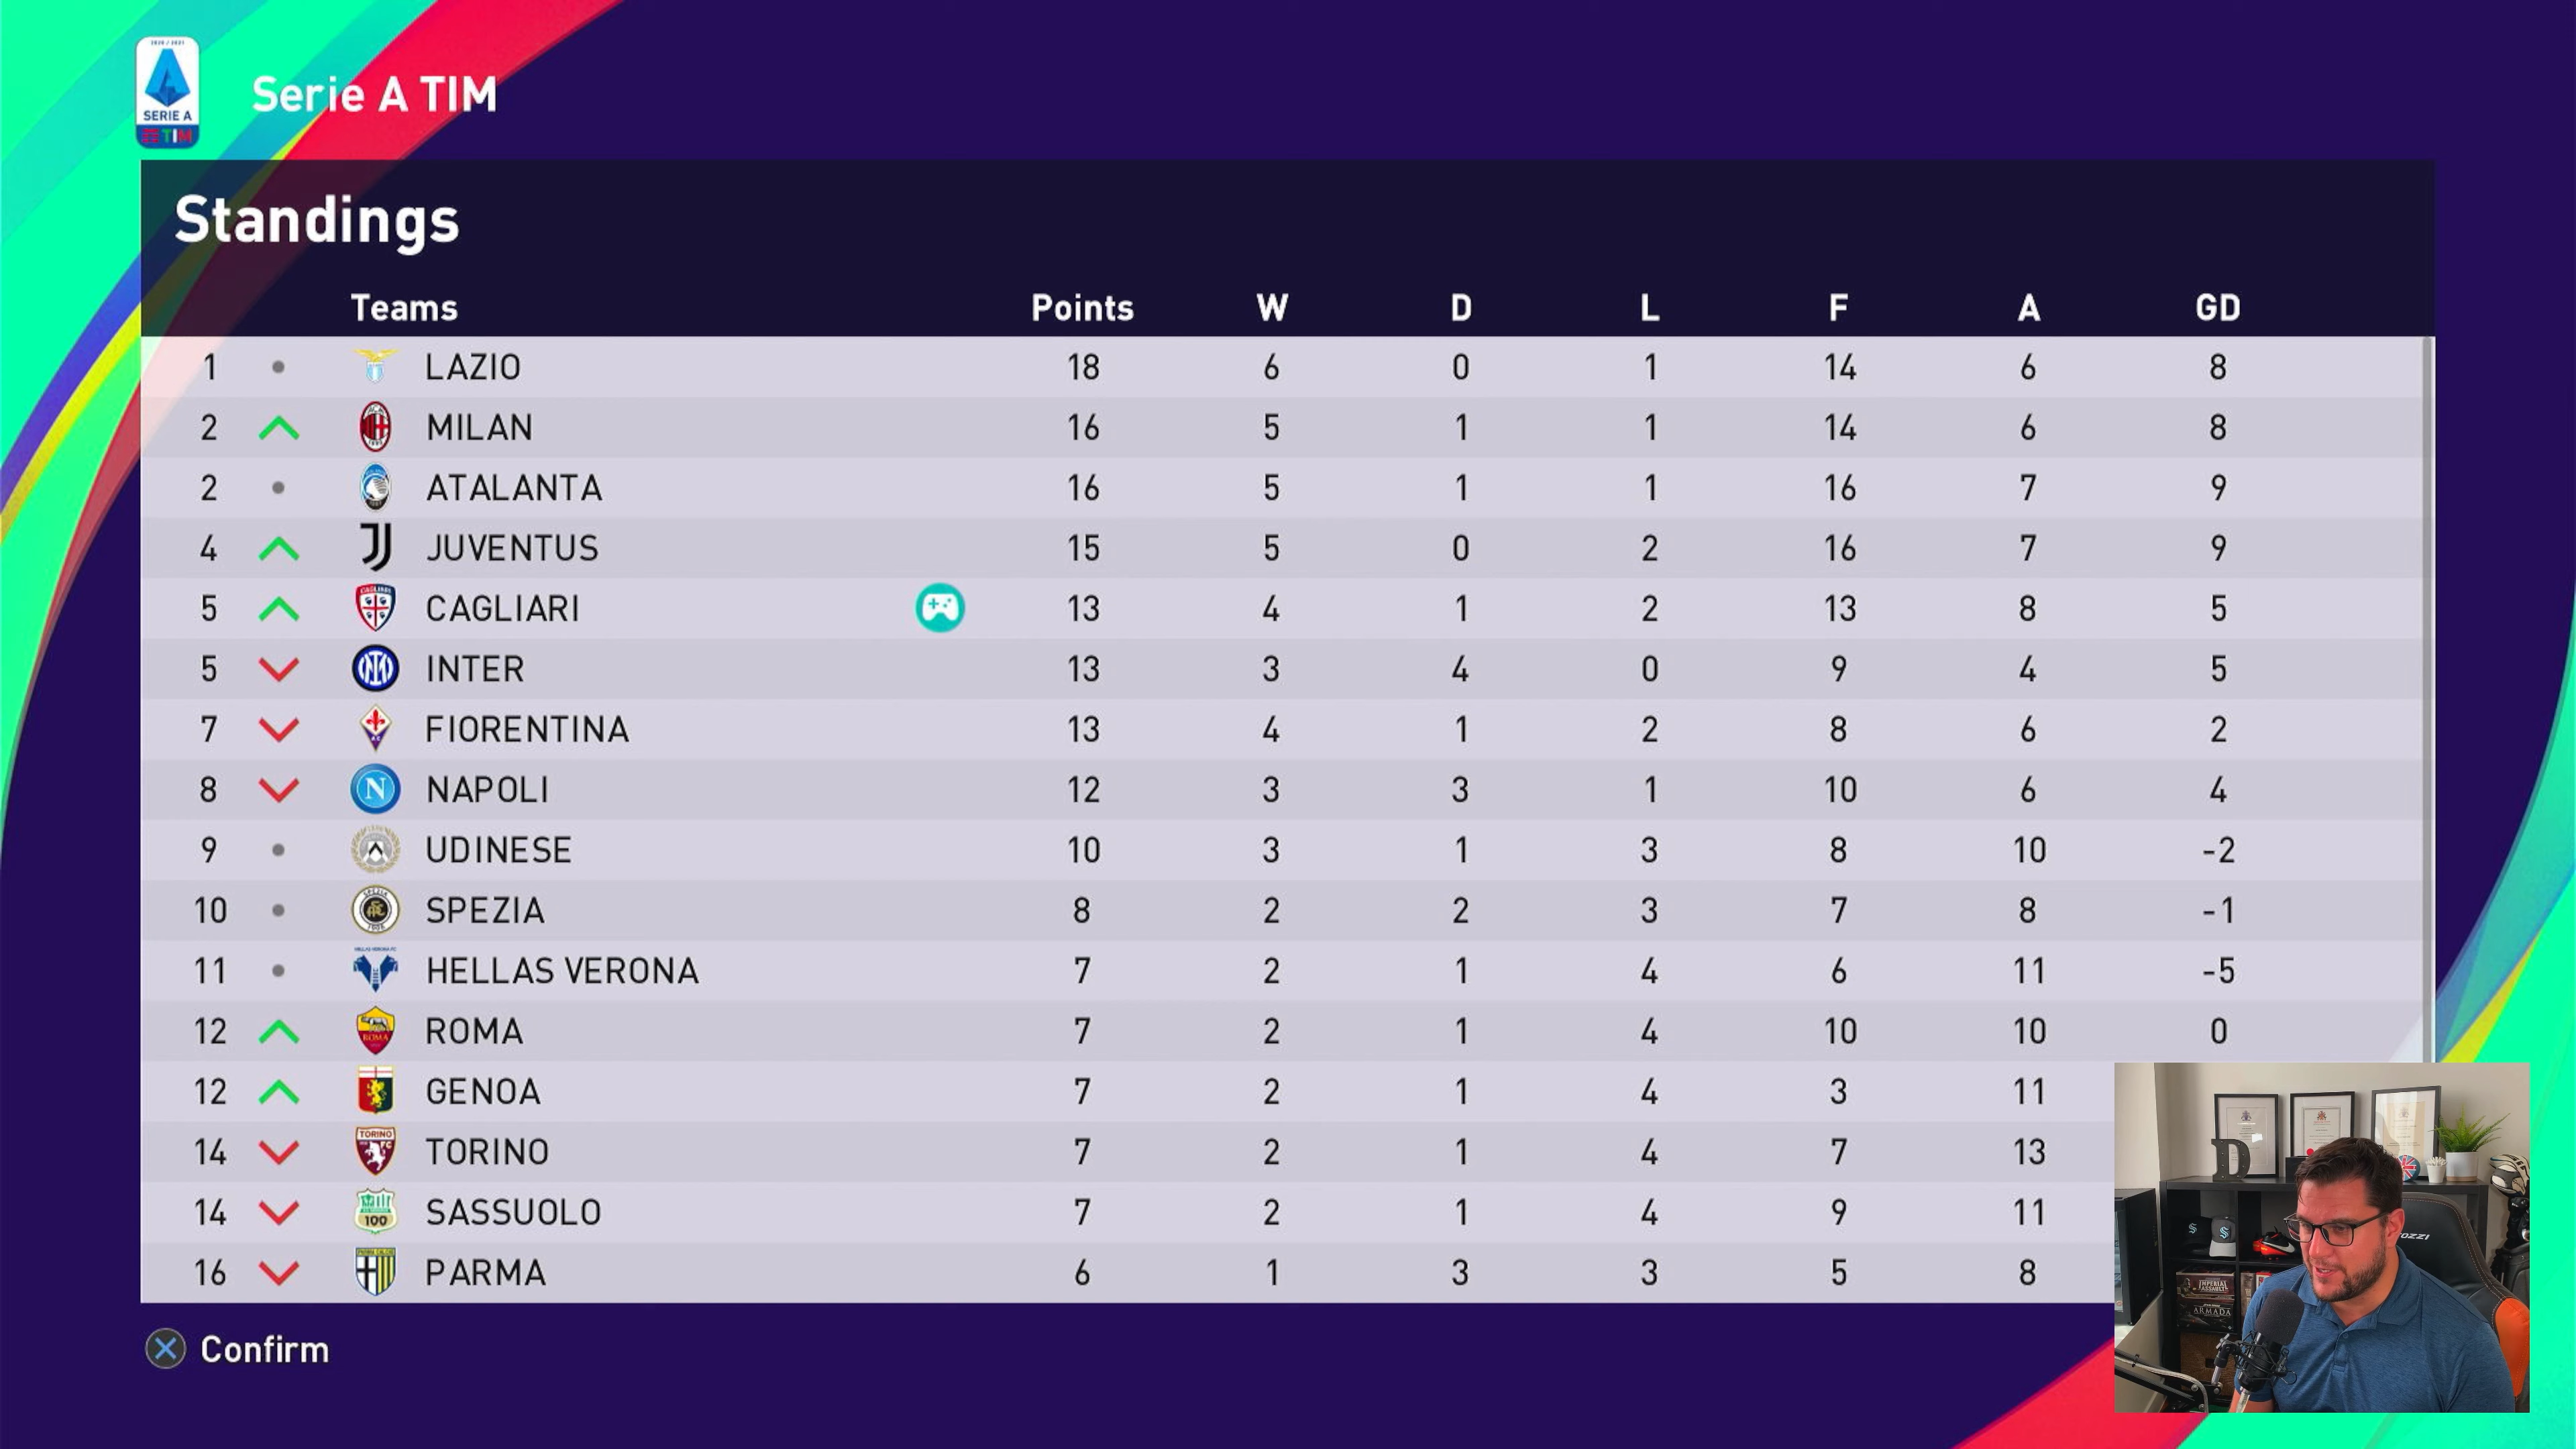 2020 / 2021
SERIE A
TIM
Serie A TIM
Standings
Teams Points W D L F A GD
1 LAZIO 18 6 0 1 14 6 8
2 MILAN 16 5 1 1 14 6 8
2 ATALANTA 16 5 1 1 16 7 9
4 JUVENTUS 15 5 0 2 16 7 9
5 CAGLIARI 13 4 1 2 13 8 5
5 INTER 13 3 4 0 9 4 5
7 FIORENTINA 13 4 1 2 8 6 2
8 NAPOLI 12 3 3 1 10 6 4
9 UDINESE 10 3 1 3 8 10 -2
10 SPEZIA 8 2 2 3 7 8 -1
11 HELLAS VERONA 7 2 1 4 6 11 -5
12 ROMA 7 2 1 4 10 10 0
12 GENOA 7 2 1 4 3 11
14 TORINO 7 2 1 4 7 13
14 SASSUOLO 7 2 1 4 9 11
16 PARMA 6 1 3 3 5 8
Confirm
D
IMPERIAL
ASSAULT
ARMADA